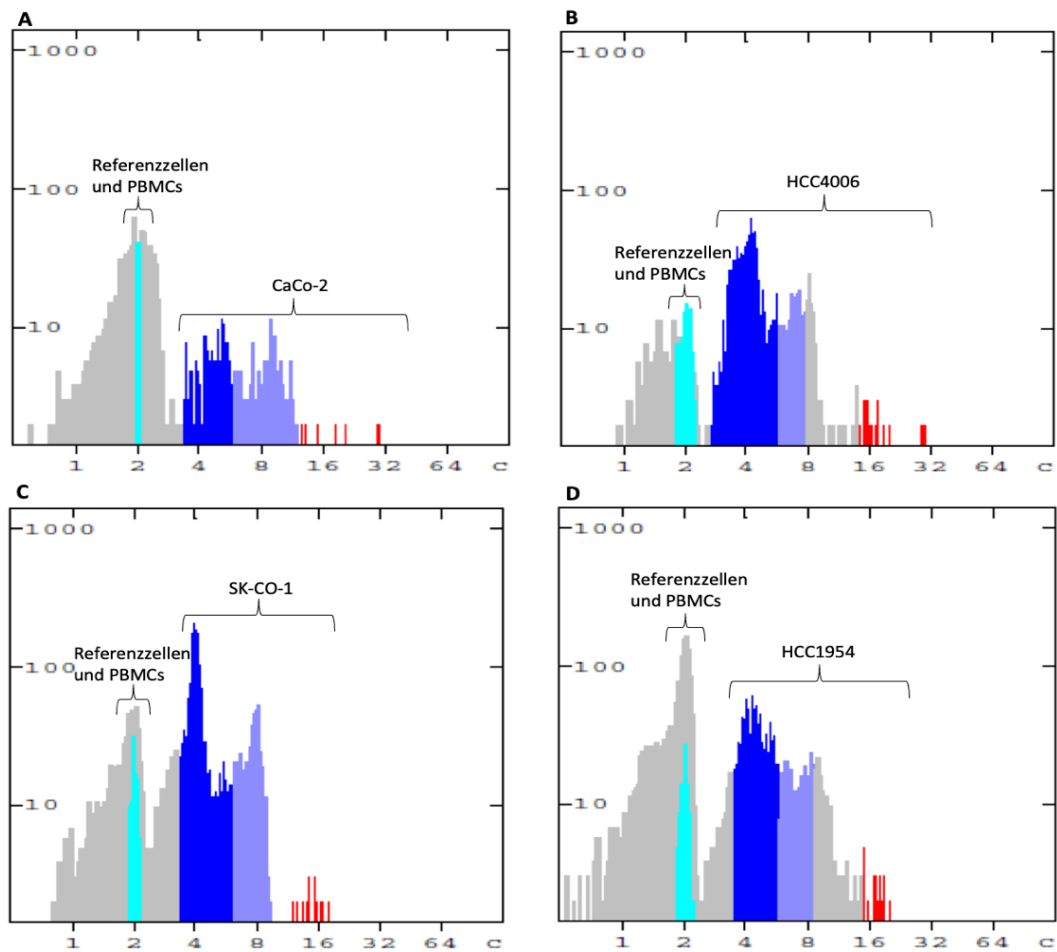 A
1000
100
10
Referenzzellen
und PBMCs
CaCo-2
1 2 4 8 16 32 64 c
B
1000
100
10
HCC4006
Referenzzellen
und PBMCs
1 2 4 8 16 32 64 c
C
1000
100
10
SK-CO-1
Referenzzellen
und PBMCs
1 2 4 8 16 32 64 c
D
1000
100
10
Referenzzellen
und PBMCs
HCC1954
1 2 4 8 16 32 64 c